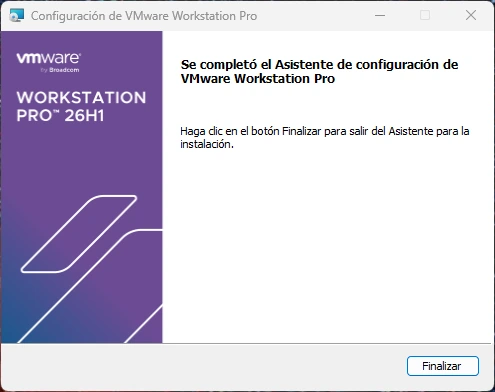 Configuración de VMware Workstation Pro
vmware
by Broadcom
WORKSTATION
PRO™ 26H1
Se completó el Asistente de configuración de
VMware Workstation Pro
Haga clic en el botón Finalizar para salir del Asistente para la
instalación.
Finalizar